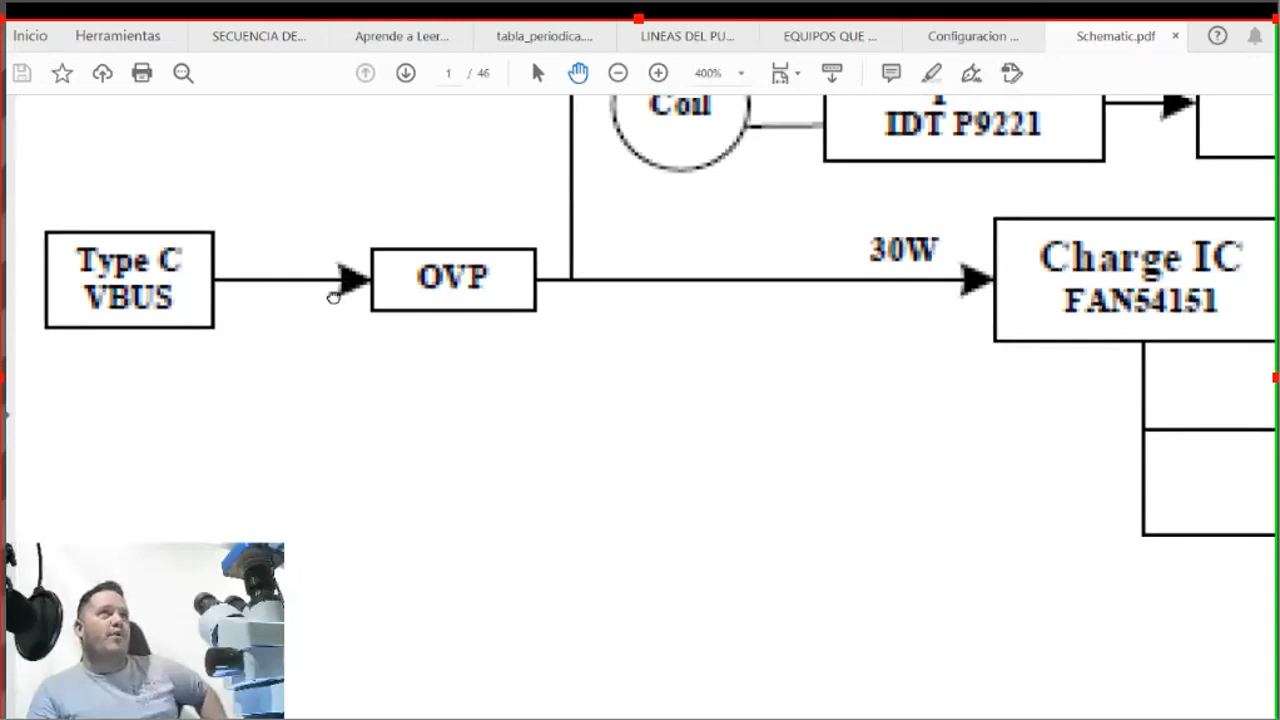 Inicio Herramientas SECUENCIA DE... Aprende a Leer... tabla_periodica.... LINEAS DEL PU... EQUIPOS QUE ... Configuracion ... Schematic.pdf ×
1 / 46 400%
Coil
IDT P9221
Type C
VBUS
OVP
30W
Charge IC
FAN54151